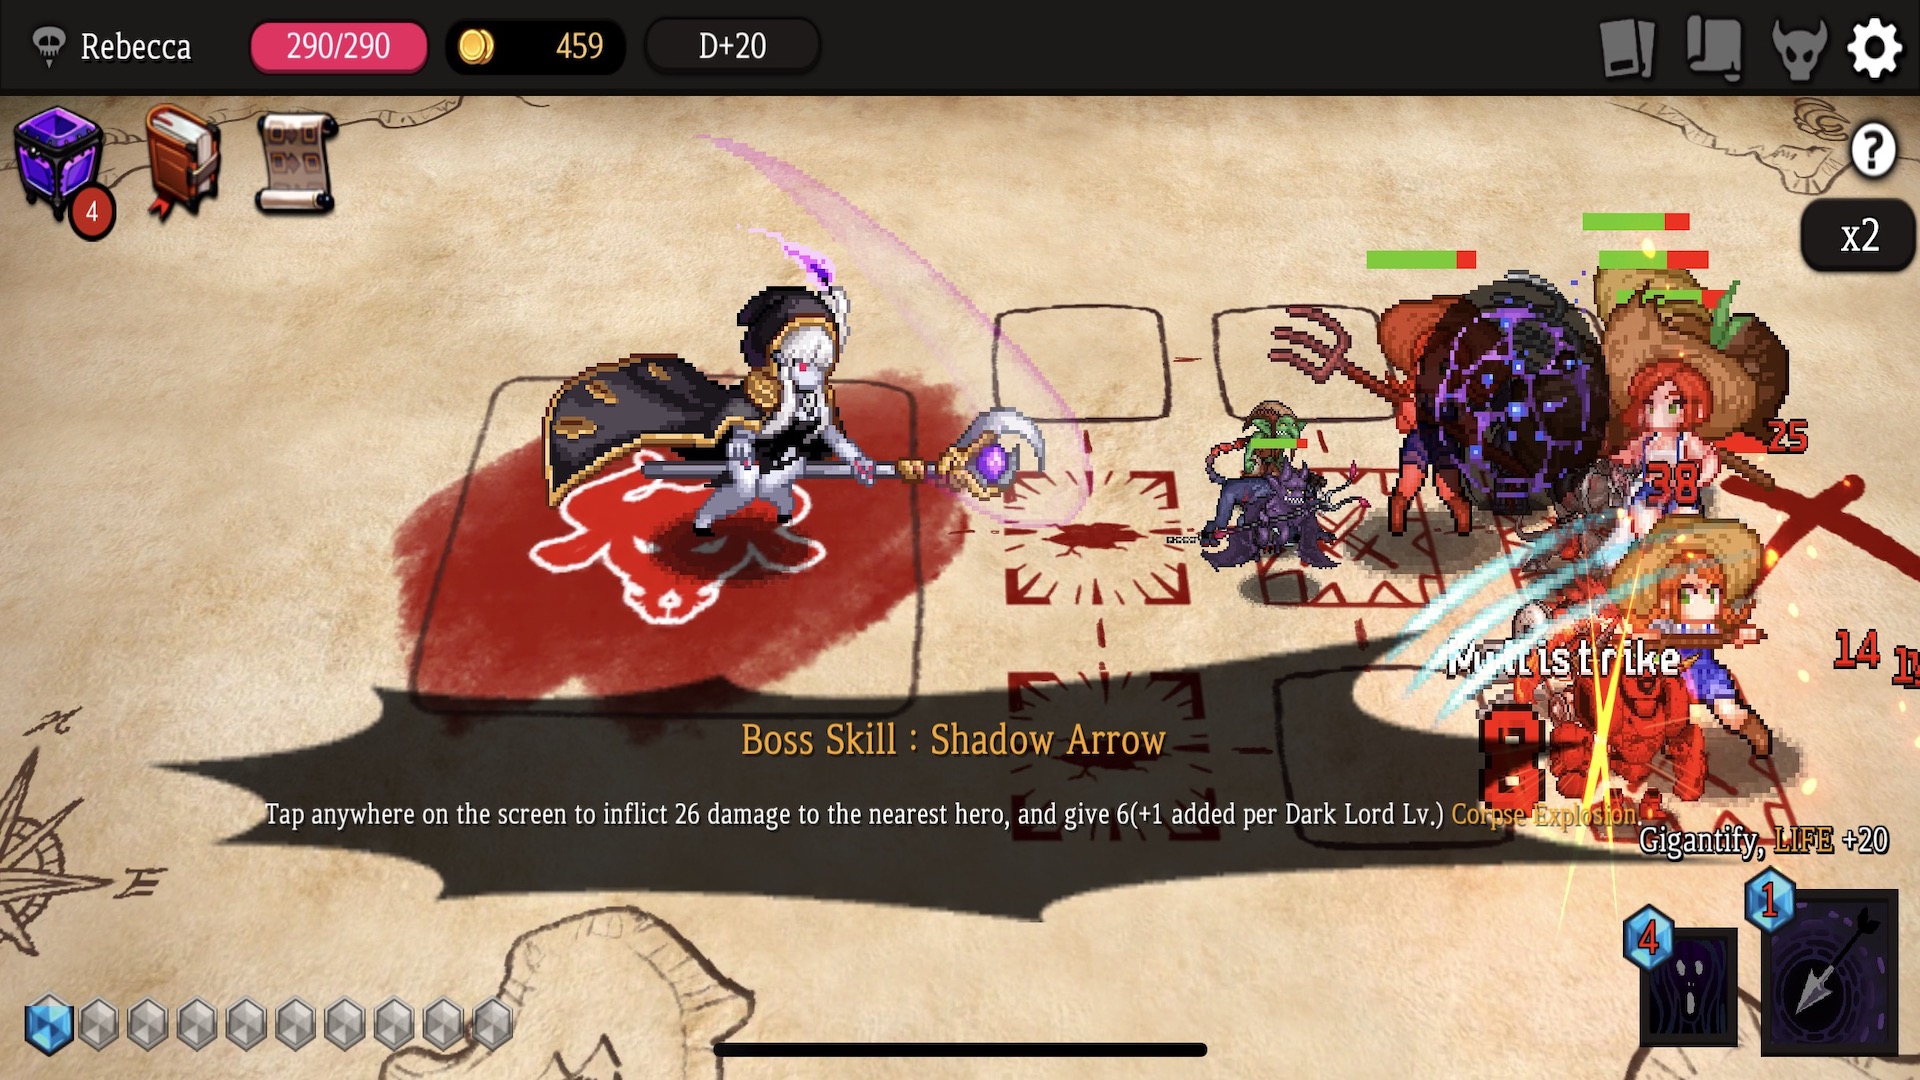 Rebecca
290/290
459
D+20
4
?
x2
25
38
Multistrike
14
8
Boss Skill : Shadow Arrow
Tap anywhere on the screen to inflict 26 damage to the nearest hero, and give 6(+1 added per Dark Lord Lv.) Corpse Explosion.
Gigantify, LIFE +20
4
1
E